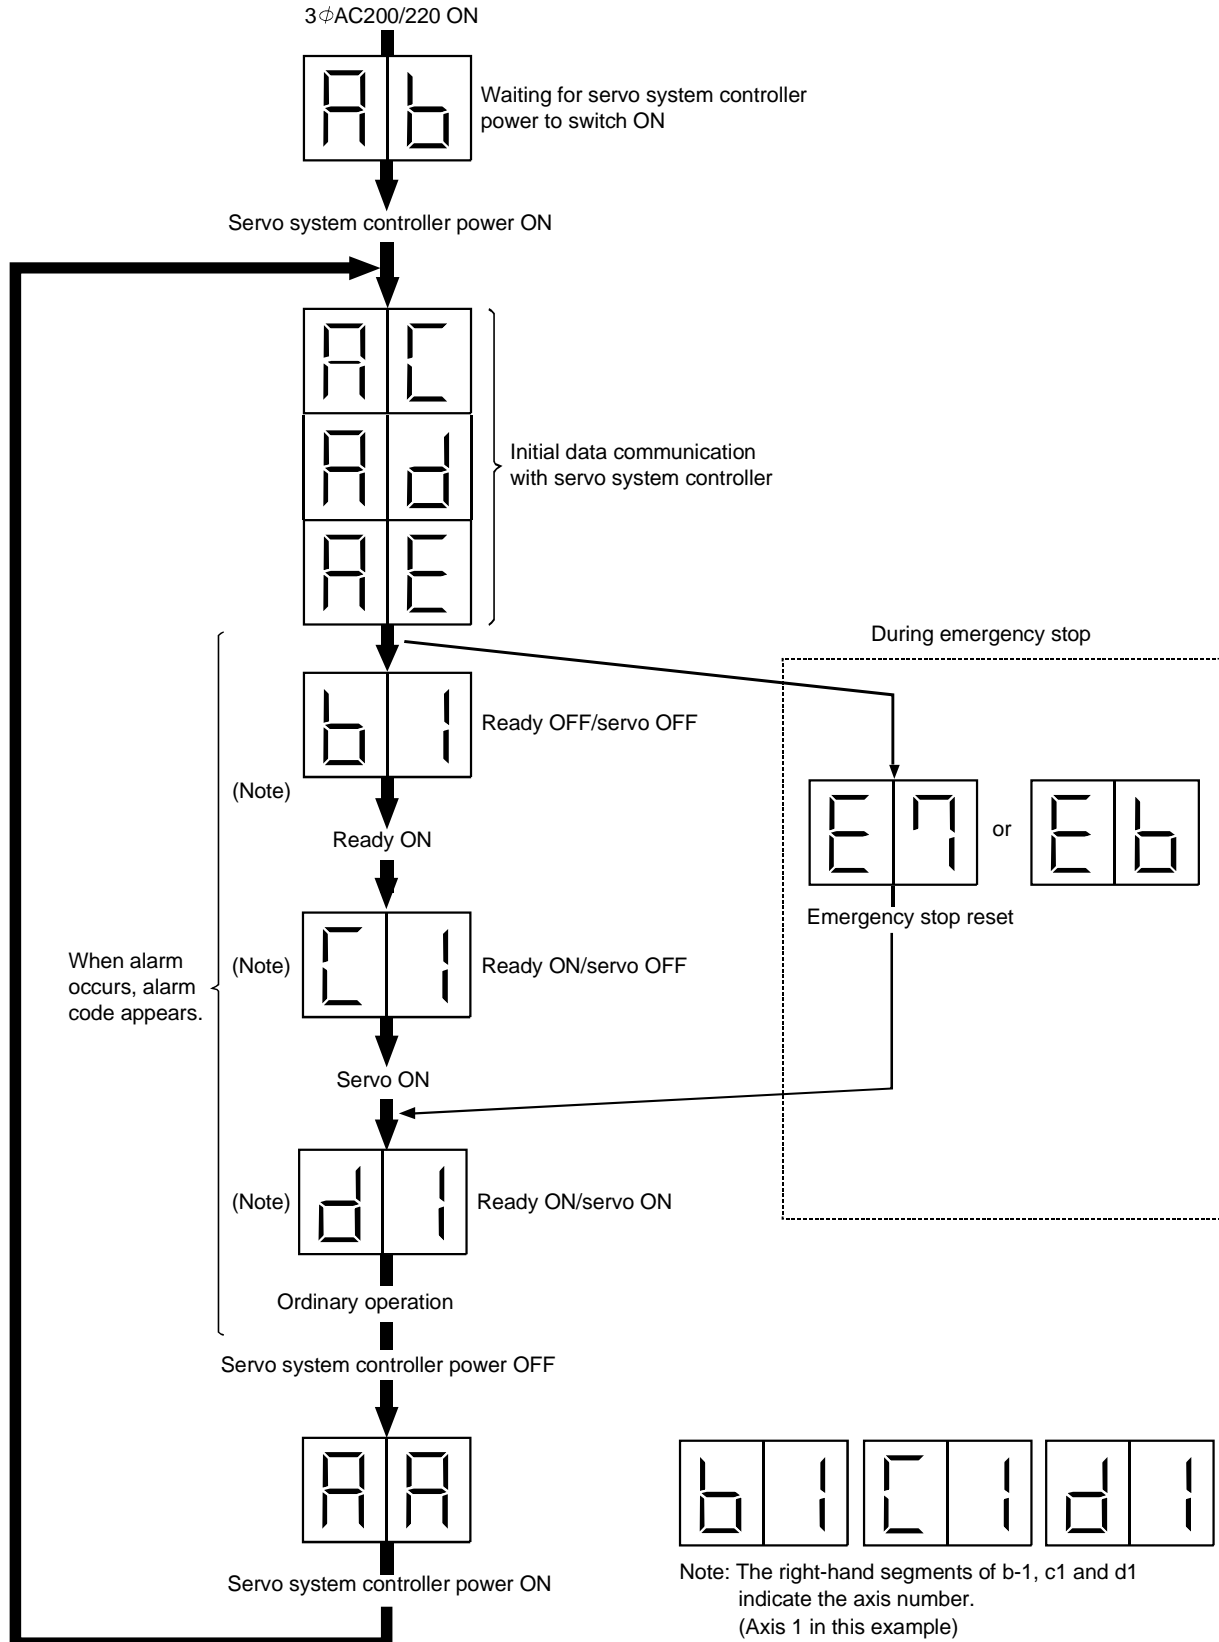 3φAC200/220 ON
Ab
Waiting for servo system controller
power to switch ON
Servo system controller power ON
AC
Ad
AE
Initial data communication
with servo system controller
During emergency stop
b1
Ready OFF/servo OFF
(Note)
Ready ON
E7
or
Eb
Emergency stop reset
When alarm
occurs, alarm
code appears.
(Note)
C1
Ready ON/servo OFF
Servo ON
(Note)
d1
Ready ON/servo ON
Ordinary operation
Servo system controller power OFF
AA
b1 C1 d1
Servo system controller power ON
Note: The right-hand segments of b-1, c1 and d1
indicate the axis number.
(Axis 1 in this example)